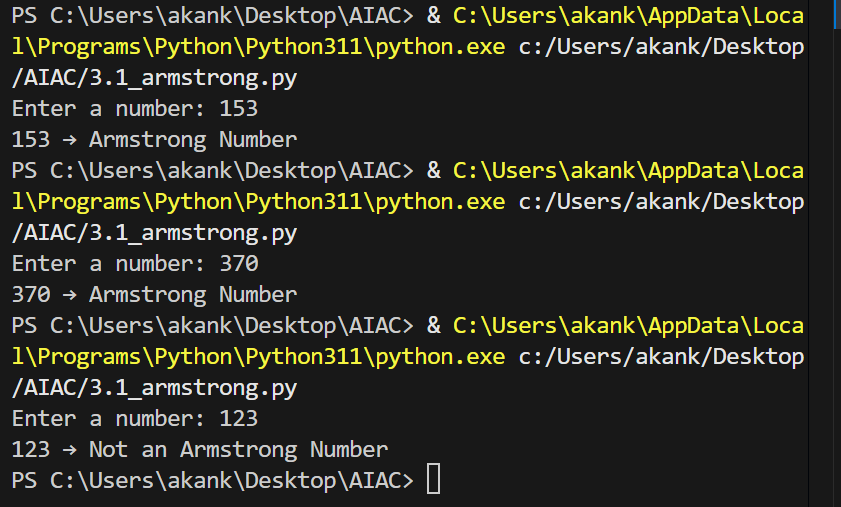 PS C:\Users\akank\Desktop\AIAC> & C:\Users\akank\AppData\Loca
l\Programs\Python\Python311\python.exe c:/Users/akank/Desktop
/AIAC/3.1_armstrong.py
Enter a number: 153
153 → Armstrong Number
PS C:\Users\akank\Desktop\AIAC> & C:\Users\akank\AppData\Loca
l\Programs\Python\Python311\python.exe c:/Users/akank/Desktop
/AIAC/3.1_armstrong.py
Enter a number: 370
370 → Armstrong Number
PS C:\Users\akank\Desktop\AIAC> & C:\Users\akank\AppData\Loca
l\Programs\Python\Python311\python.exe c:/Users/akank/Desktop
/AIAC/3.1_armstrong.py
Enter a number: 123
123 → Not an Armstrong Number
PS C:\Users\akank\Desktop\AIAC>